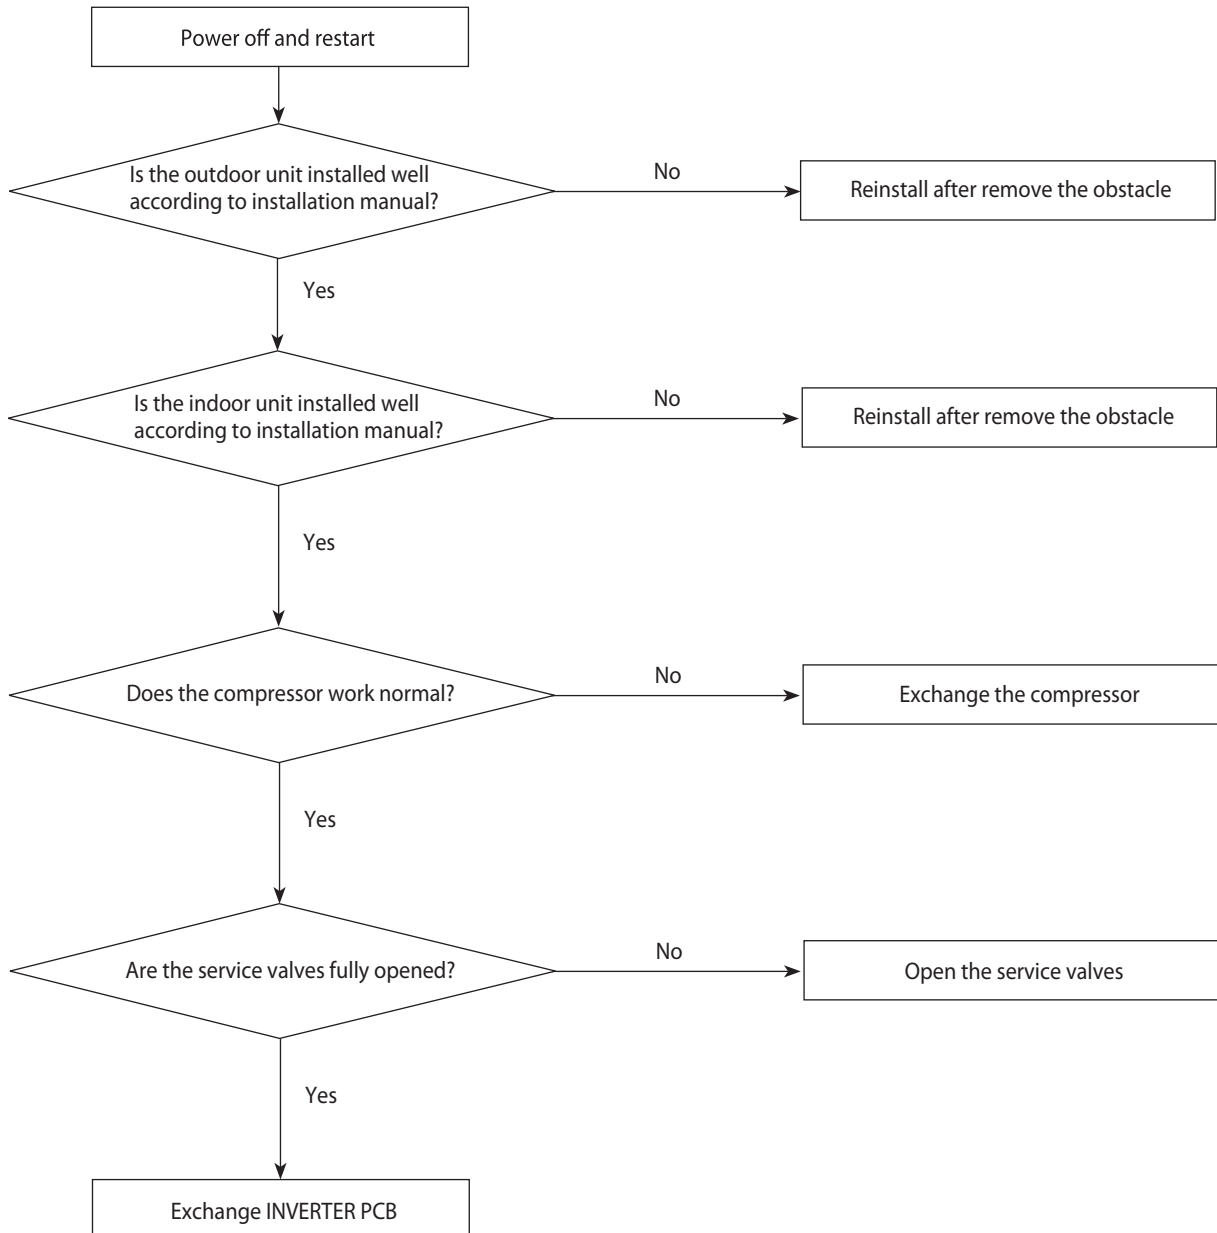 Power off and restart
Is the outdoor unit installed well
according to installation manual?
No
Reinstall after remove the obstacle
Yes
Is the indoor unit installed well
according to installation manual?
No
Reinstall after remove the obstacle
Yes
Does the compressor work normal?
No
Exchange the compressor
Yes
Are the service valves fully opened?
No
Open the service valves
Yes
Exchange INVERTER PCB